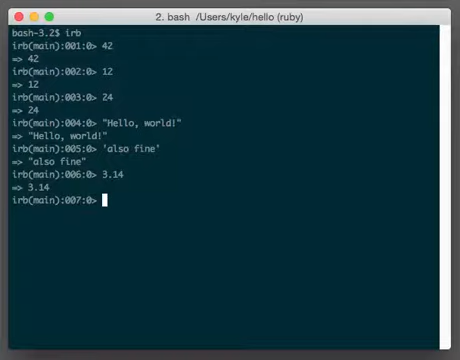 2. bash  /Users/kyle/hello (ruby)
bash-3.2$ irb
irb(main):001:0> 42
=> 42
irb(main):002:0> 12
=> 12
irb(main):003:0> 24
=> 24
irb(main):004:0> "Hello, world!"
=> "Hello, world!"
irb(main):005:0> 'also fine'
=> "also fine"
irb(main):006:0> 3.14
=> 3.14
irb(main):007:0>